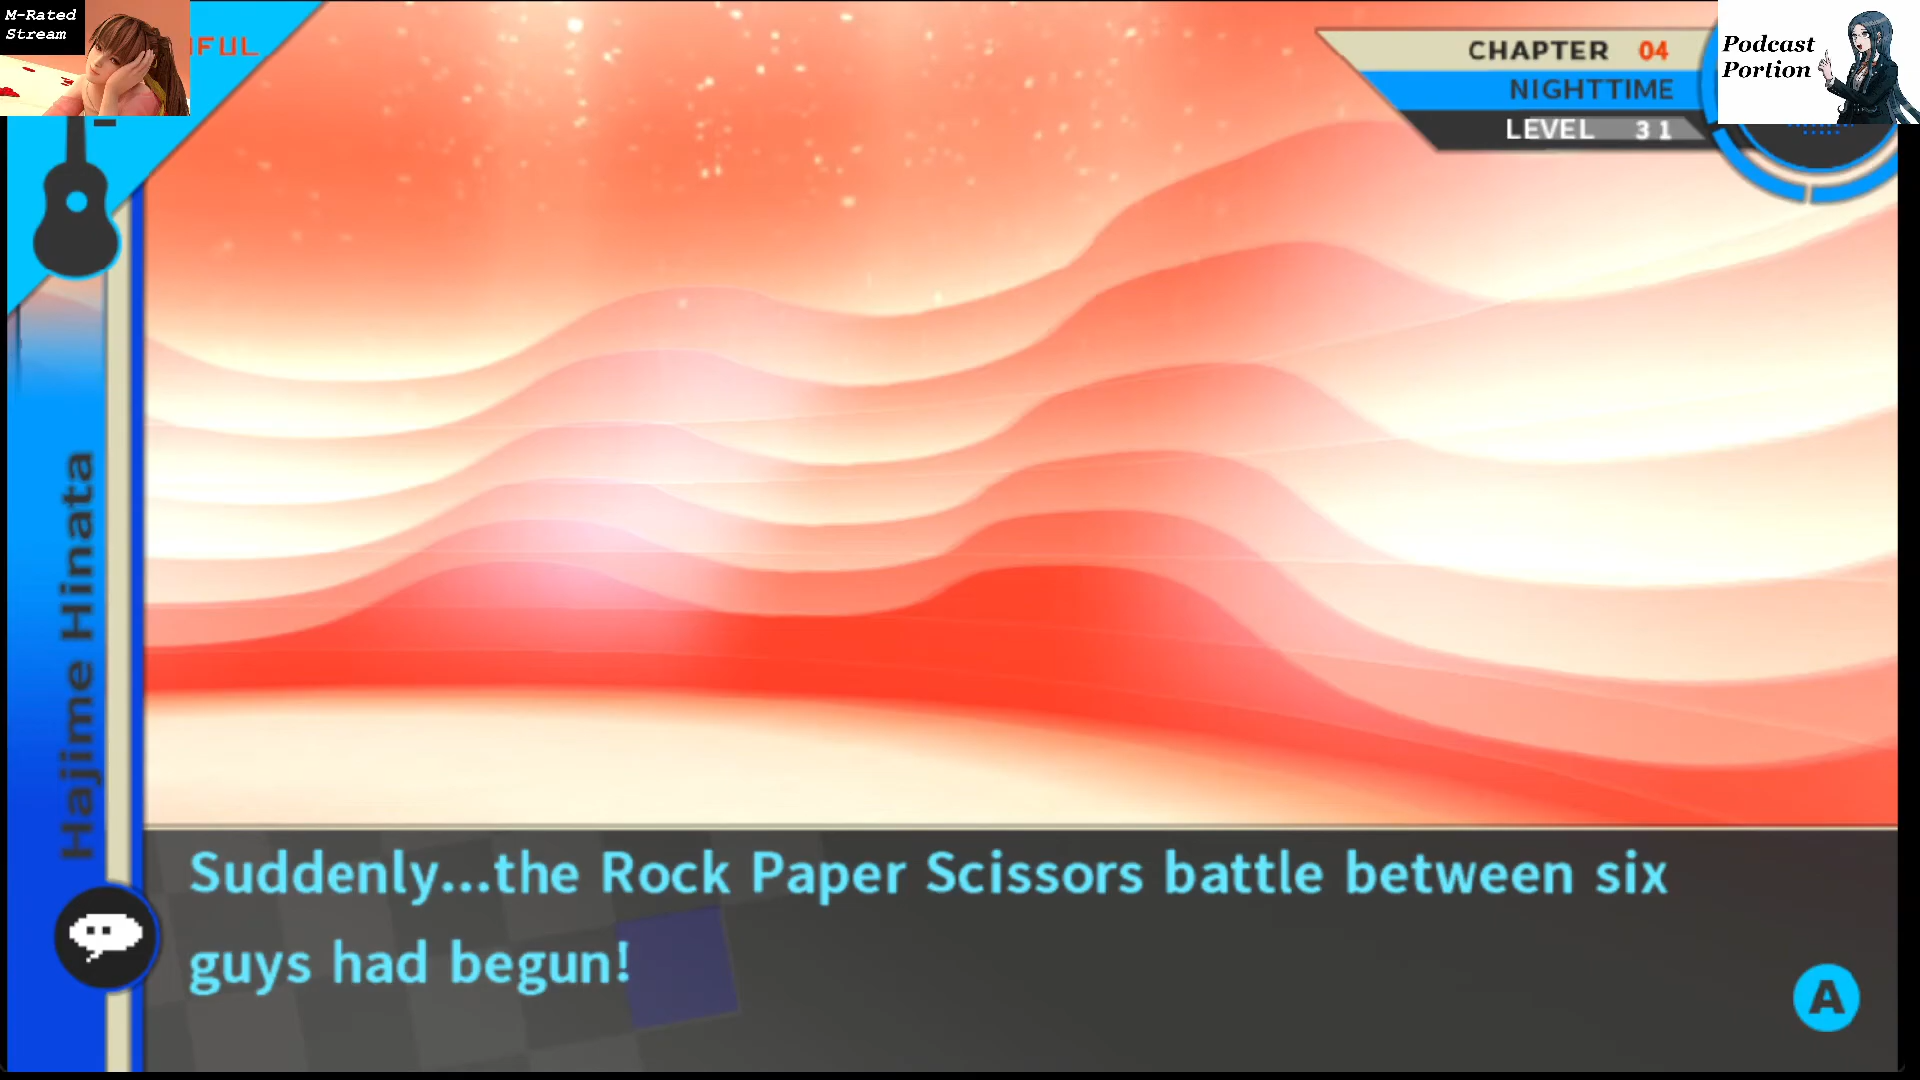 M-Rated
Stream
IFUL
CHAPTER 04
NIGHTTIME
LEVEL 31
Podcast
Portion
Hajime Hinata
Suddenly...the Rock Paper Scissors battle between six
guys had begun!
A